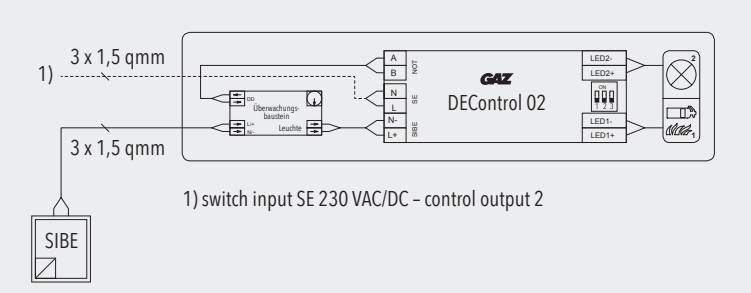 3 x 1,5 qmm
1)
A
B
NOT
N
L
SE
N-
L+
SIBE
GAZ
DEControl 02
LED2-
LED2+
ON
1 2 3
LED1-
LED1+
2
1
DD
Überwachungs-
baustein
L/+
N/-
Leuchte
3 x 1,5 qmm
1) switch input SE 230 VAC/DC – control output 2
SIBE